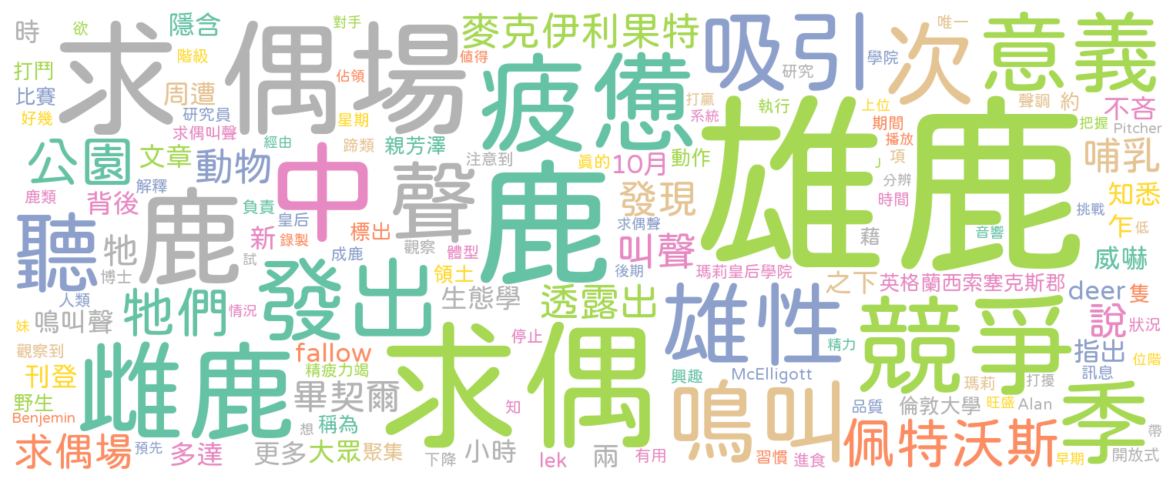 時 欲 隱含 求偶場 對手 麥克伊利果特 吸引 次 唯一 意義
階級 佔領 值得 研究 學院
打鬥 周遭 疲憊 打贏 執行 上位 聲調 約 不吝
比賽 研究員 系統 雄鹿 期間 把握 Pitcher
好幾 求偶叫聲 星期 播放
公園 文章 動物 經由 蹄類 親芳澤 注意到 10月 動作 」 項 哺乳
解釋 中 聲 鹿 眞的 分辨
鹿類 背後 負責 發現 時間 知悉
聽 牠 鹿 新 皇后 標出 求偶聲 挑戰 乍 低
錄製 觀察 體型 叫聲 藉 音響
博士 試 成鹿 領土 後期 瑪莉皇后學院 之下 威嚇
人類 發出 生態學 透露出 英格蘭西索塞克斯郡
妹 鳴叫聲 牠們 情況 停止 雄性 競爭 deer 隻
說 狀況
觀察到 雌鹿 fallow 求偶 精力 指出 位階
刊登 精疲力竭 興趣 McElligott 訊息
野生 畢契爾 鳴叫 瑪莉 打擾 季
Benjemin 稱為 知 品質 倫敦大學 旺盛 Alan
求偶場 預先 多達 更多 想 大眾 聚集 下降 小時 lek 兩 有用 習慣 進食 佩特沃斯 早期 開放式 帶